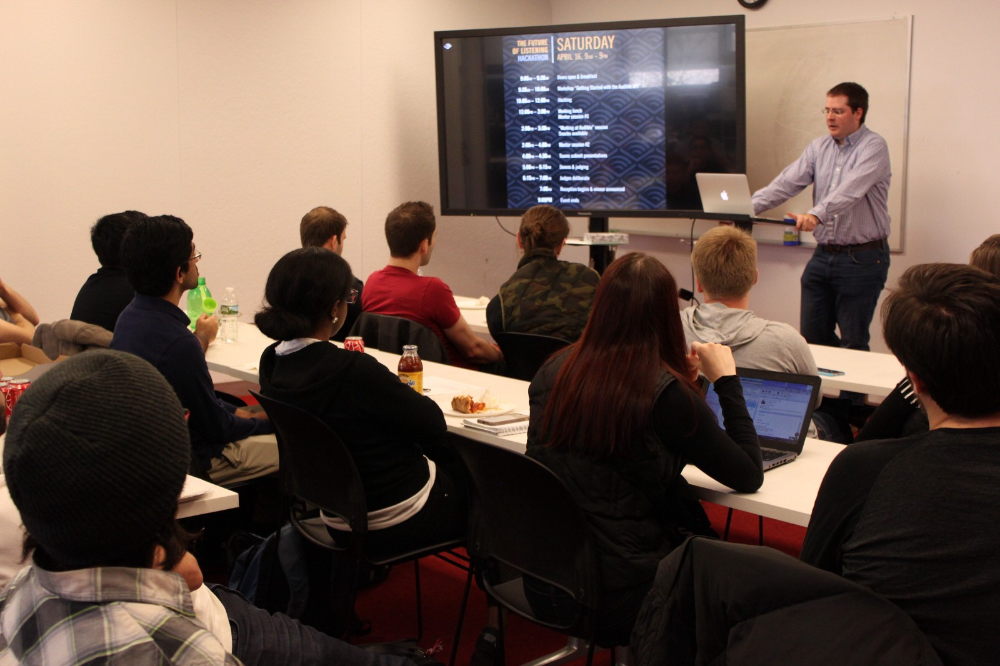 THE FUTURE
OF LISTENING
HACKATHON
SATURDAY
APRIL 16, 9AM - 9PM
9:00AM – 9:30AM Doors open & breakfast
9:30AM – 10:00AM Workshop "Getting Started with the Audible API"
10:00AM – 12:00PM Hacking
12:00PM – 2:00PM Working lunch
Mentor session #1
2:00PM – 3:30PM "Working at Audible" session
Snacks available
2:00PM – 4:00PM Mentor session #2
4:00PM – 4:30PM Teams submit presentations
5:00PM – 6:15PM Demos & judging
6:15PM – 7:00PM Judges deliberate
7:00PM Reception begins & winner announced
9:00PM Event ends
Panasonic